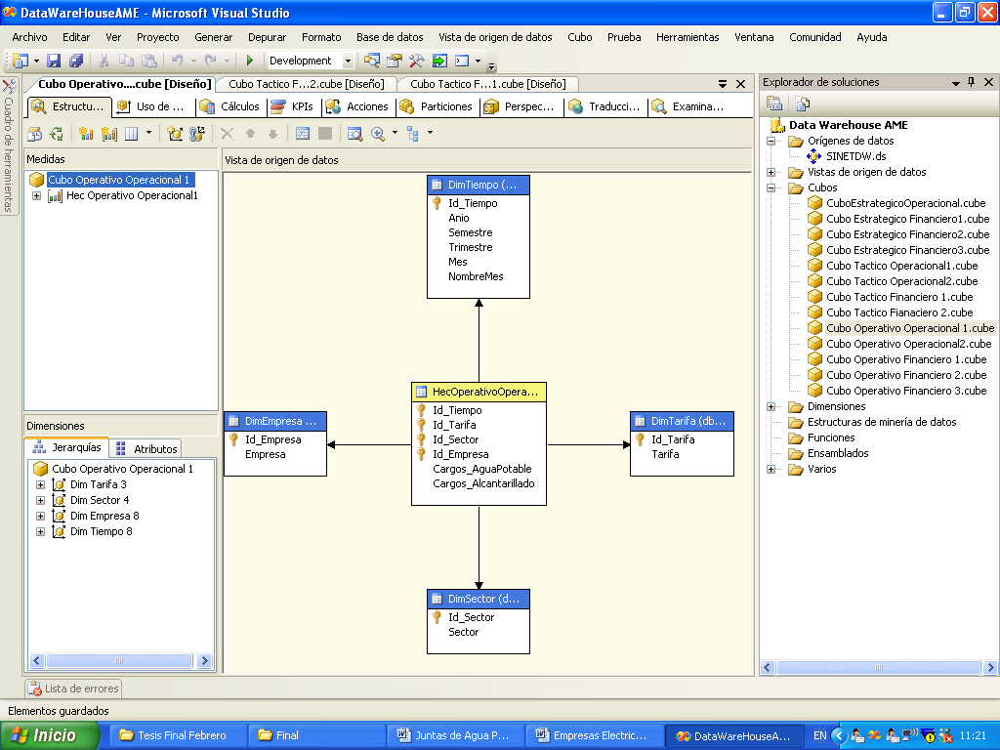 DataWareHouseAME - Microsoft Visual Studio
Archivo Editar Ver Proyecto Generar Depurar Formato Base de datos Vista de origen de datos Cubo Prueba Herramientas Ventana Comunidad Ayuda
Development
Cuadro de herramientas
Cubo Operativo....cube [Diseño] Cubo Tactico F...2.cube [Diseño] Cubo Tactico F...1.cube [Diseño]
Estructu... Uso de ... Cálculos KPIs Acciones Particiones Perspec... Traducci... Examina...
Medidas
Cubo Operativo Operacional 1
Hec Operativo Operacional1
Dimensiones
Jerarquías Atributos
Cubo Operativo Operacional 1
Dim Tarifa 3
Dim Sector 4
Dim Empresa 8
Dim Tiempo 8
Vista de origen de datos
DimTiempo (...
Id_Tiempo
Anio
Semestre
Trimestre
Mes
NombreMes
DimEmpresa ...
Id_Empresa
Empresa
HecOperativoOpera...
Id_Tiempo
Id_Tarifa
Id_Sector
Id_Empresa
Cargos_AguaPotable
Cargos_Alcantarillado
DimTarifa (db...
Id_Tarifa
Tarifa
DimSector (d...
Id_Sector
Sector
Explorador de soluciones
Data Warehouse AME
Orígenes de datos
SINETDW.ds
Vistas de origen de datos
Cubos
CuboEstrategicoOperacional.cube
Cubo Estrategico Financiero1.cube
Cubo Estrategico Financiero2.cube
Cubo Estrategico Financiero3.cube
Cubo Tactico Operacional1.cube
Cubo Tactico Operacional2.cube
Cubo Tactico Financiero 1.cube
Cubo Tactico Fianaciero 2.cube
Cubo Operativo Operacional 1.cube
Cubo Operativo Operacional2.cube
Cubo Operativo Financiero 1.cube
Cubo Operativo Financiero 2.cube
Cubo Operativo Financiero 3.cube
Dimensiones
Estructuras de minería de datos
Funciones
Ensamblados
Varios
Lista de errores
Elementos guardados
Inicio Tesis Final Febrero Final Juntas de Agua P... Empresas Electric... DataWareHouseA... EN 11:21